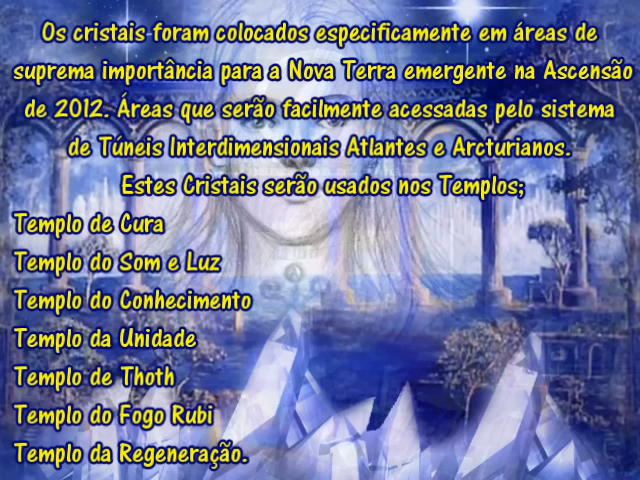 Os cristais foram colocados especificamente em áreas de
suprema importância para a Nova Terra emergente na Ascensão
de 2012. Áreas que serão facilmente acessadas pelo sistema
de Túneis Interdimensionais Atlantes e Arcturianos.
Estes Cristais serão usados nos Templos;
Templo de Cura
Templo do Som e Luz
Templo do Conhecimento
Templo da Unidade
Templo de Thoth
Templo do Fogo Rubi
Templo da Regeneração.